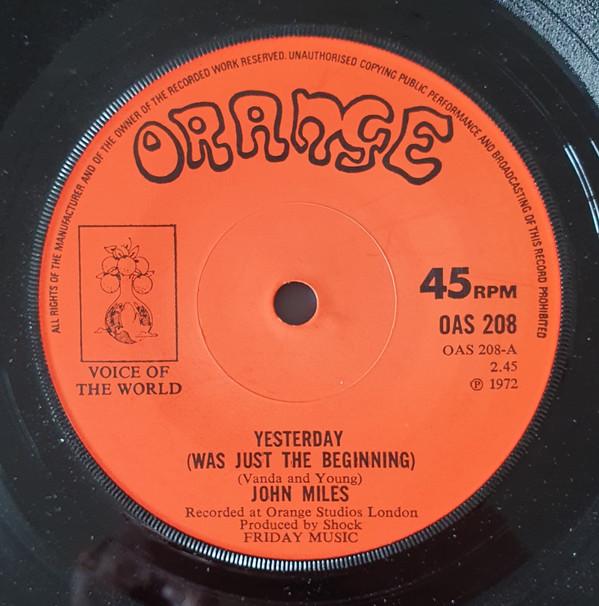 ALL RIGHTS OF THE MANUFACTURER AND OF THE OWNER OF THE RECORDED WORK RESERVED. UNAUTHORISED COPYING PUBLIC PERFORMANCE AND BROADCASTING OF THIS RECORD PROHIBITED
ORANGE
45 RPM
OAS 208
OAS 208-A
2.45
℗ 1972
VOICE OF
THE WORLD
YESTERDAY
(WAS JUST THE BEGINNING)
(Vanda and Young)
JOHN MILES
Recorded at Orange Studios London
Produced by Shock
FRIDAY MUSIC